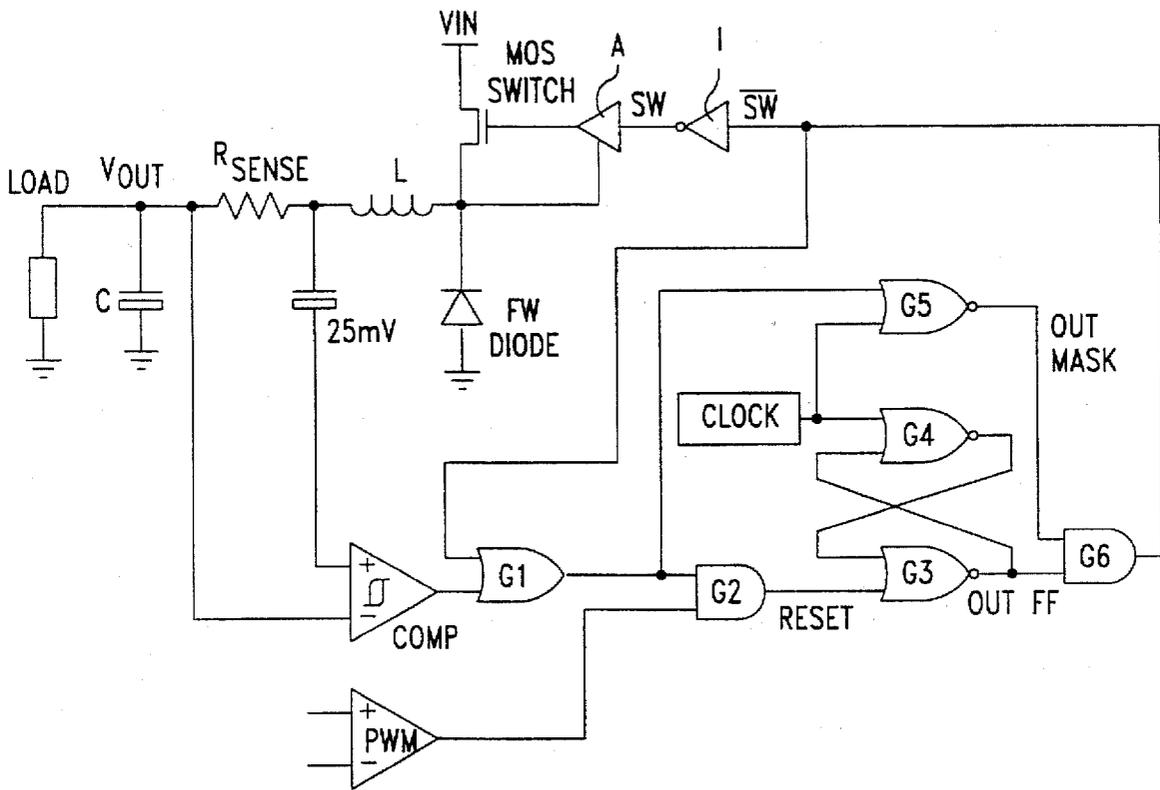 VIN
MOS
SWITCH
A
I
SW
S̅W̅
LOAD
VOUT
RSENSE
L
C
25mV
FW
DIODE
G5
OUT
MASK
CLOCK
G4
+
−
COMP
G1
G2
RESET
G3
OUT FF
G6
+
PWM
−